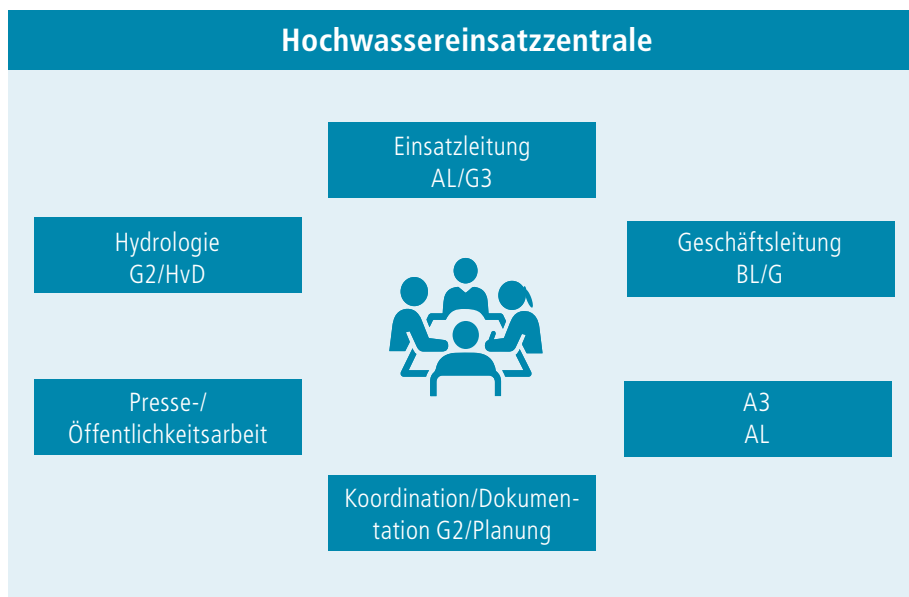 Hochwassereinsatzzentrale
Einsatzleitung
AL/G3
Hydrologie
G2/HvD
Geschäftsleitung
BL/G
Presse-/
Öffentlichkeitsarbeit
A3
AL
Koordination/Dokumen-
tation G2/Planung